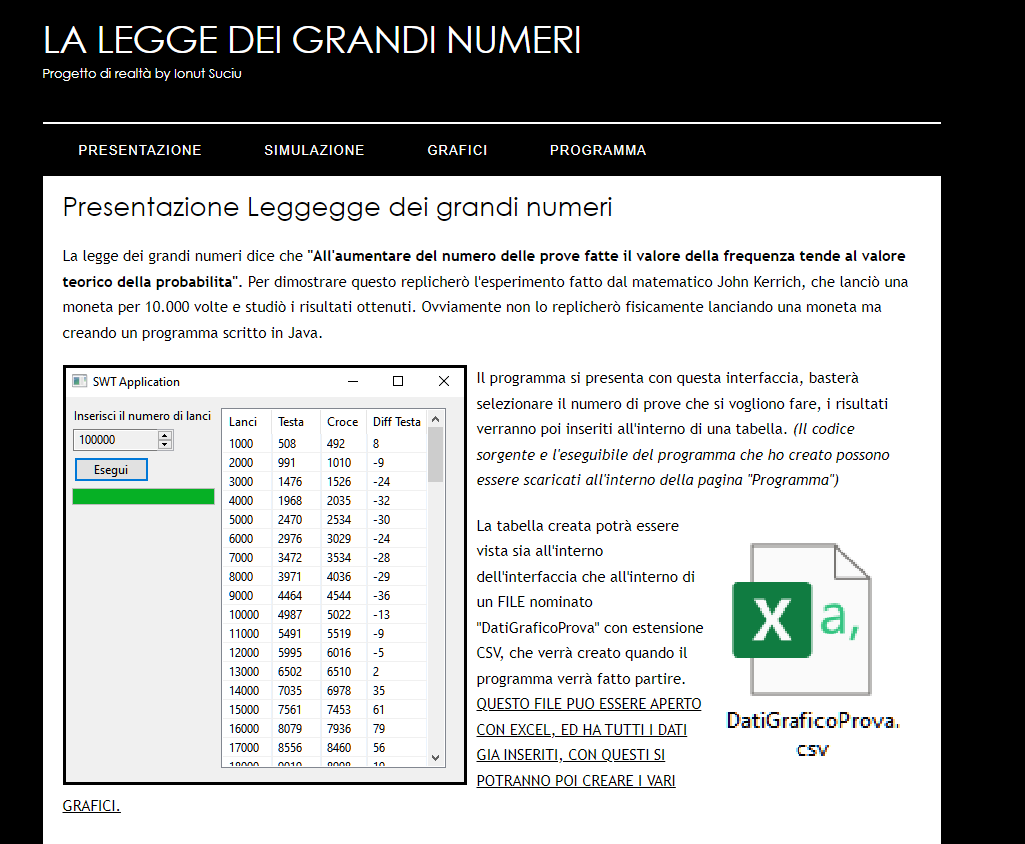 LA LEGGE DEI GRANDI NUMERI
Progetto di realtà by Ionut Suciu
PRESENTAZIONE SIMULAZIONE GRAFICI PROGRAMMA
Presentazione Leggegge dei grandi numeri
La legge dei grandi numeri dice che "All'aumentare del numero delle prove fatte il valore della frequenza tende al valore
teorico della probabilita". Per dimostrare questo replicherò l'esperimento fatto dal matematico John Kerrich, che lanciò una
moneta per 10.000 volte e studiò i risultati ottenuti. Ovviamente non lo replicherò fisicamente lanciando una moneta ma
creando un programma scritto in Java.
SWT Application
Inserisci il numero di lanci
100000
Esegui
Lanci Testa Croce Diff Testa
1000 508 492 8
2000 991 1010 -9
3000 1476 1526 -24
4000 1968 2035 -32
5000 2470 2534 -30
6000 2976 3029 -24
7000 3472 3534 -28
8000 3971 4036 -29
9000 4464 4544 -36
10000 4987 5022 -13
11000 5491 5519 -9
12000 5995 6016 -5
13000 6502 6510 2
14000 7035 6978 35
15000 7561 7453 61
16000 8079 7936 79
17000 8556 8460 56
Il programma si presenta con questa interfaccia, basterà
selezionare il numero di prove che si vogliono fare, i risultati
verranno poi inseriti all'interno di una tabella. (Il codice
sorgente e l'eseguibile del programma che ho creato possono
essere scaricati all'interno della pagina "Programma")
La tabella creata potrà essere
vista sia all'interno
dell'interfaccia che all'interno di
un FILE nominato
"DatiGraficoProva" con estensione
CSV, che verrà creato quando il
programma verrà fatto partire.
QUESTO FILE PUO ESSERE APERTO
CON EXCEL, ED HA TUTTI I DATI
GIA INSERITI, CON QUESTI SI
POTRANNO POI CREARE I VARI
GRAFICI.
X a,
DatiGraficoProva.
csv